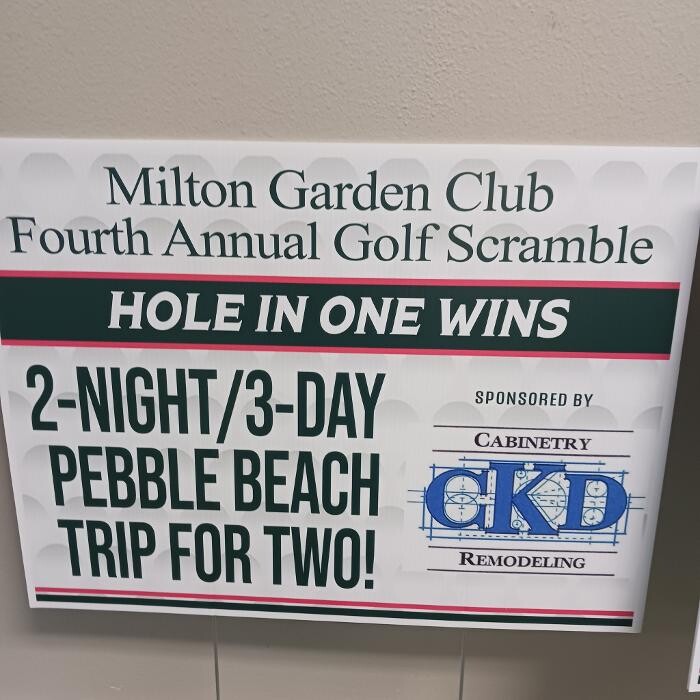 Milton Garden Club
Fourth Annual Golf Scramble
HOLE IN ONE WINS
2-NIGHT/3-DAY
PEBBLE BEACH
TRIP FOR TWO!
SPONSORED BY
CABINETRY
CKD
REMODELING